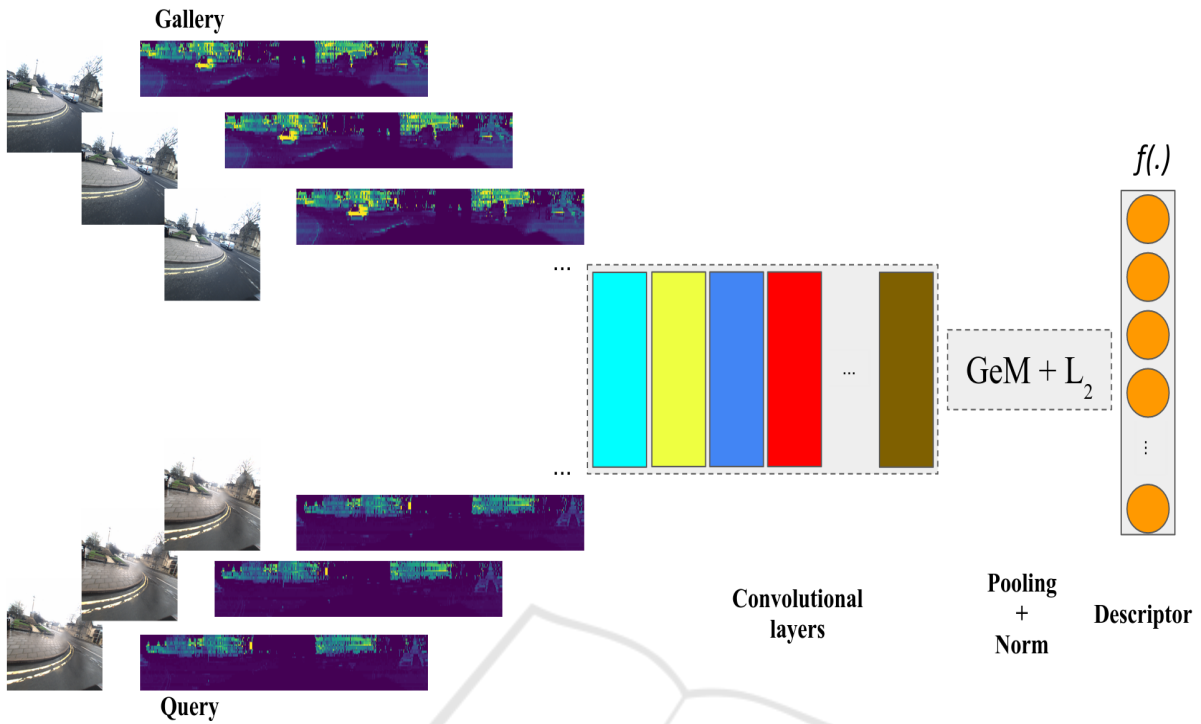 Gallery
f(.)
...
...
...
GeM + L2
...
Convolutional
layers
Pooling
+
Norm
Descriptor
Query